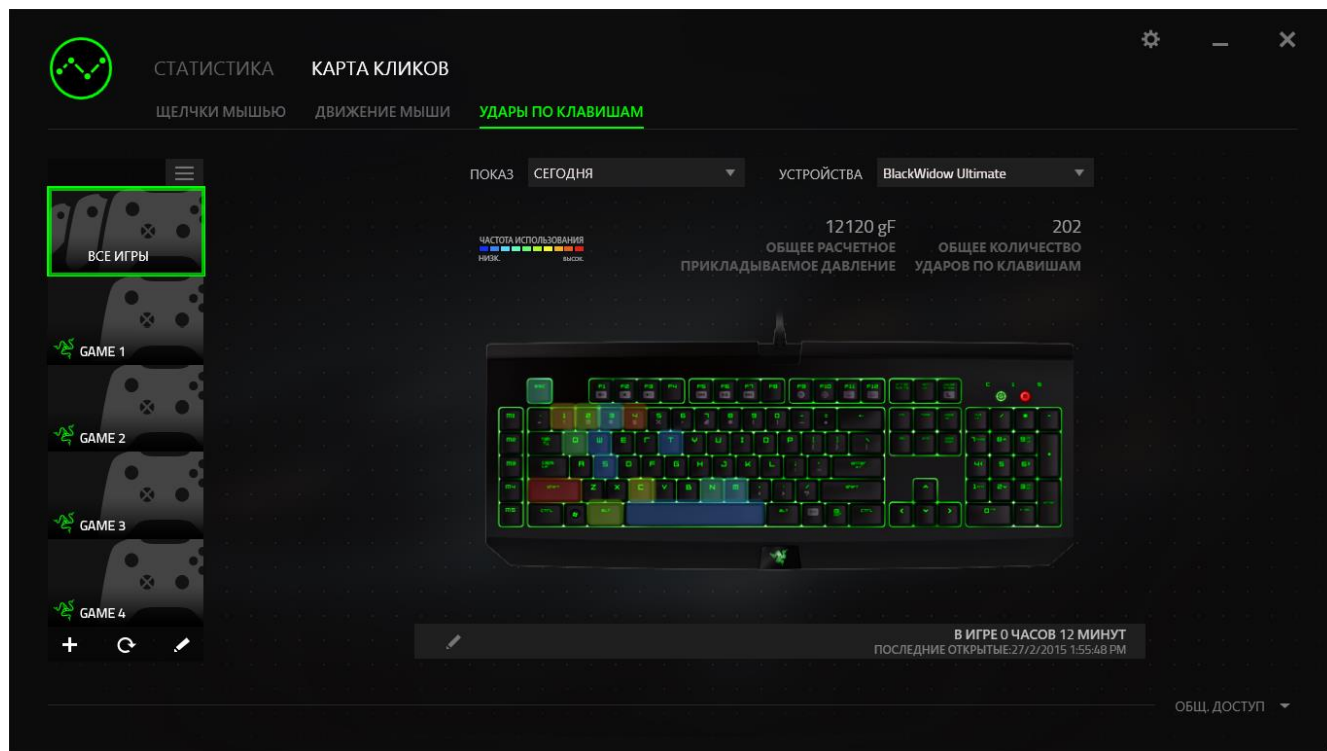 СТАТИСТИКА КАРТА КЛИКОВ
ЩЕЛЧКИ МЫШЬЮ ДВИЖЕНИЕ МЫШИ УДАРЫ ПО КЛАВИШАМ
ПОКАЗ СЕГОДНЯ УСТРОЙСТВА BlackWidow Ultimate
ВСЕ ИГРЫ
GAME 1
GAME 2
GAME 3
GAME 4
ЧАСТОТА ИСПОЛЬЗОВАНИЯ
НИЗК. ВЫСОК.
12120 gF
ОБЩЕЕ РАСЧЕТНОЕ
ПРИКЛАДЫВАЕМОЕ ДАВЛЕНИЕ
202
ОБЩЕЕ КОЛИЧЕСТВО
УДАРОВ ПО КЛАВИШАМ
В ИГРЕ 0 ЧАСОВ 12 МИНУТ
ПОСЛЕДНИЕ ОТКРЫТЫЕ:27/2/2015 1:55:48 PM
ОБЩ. ДОСТУП